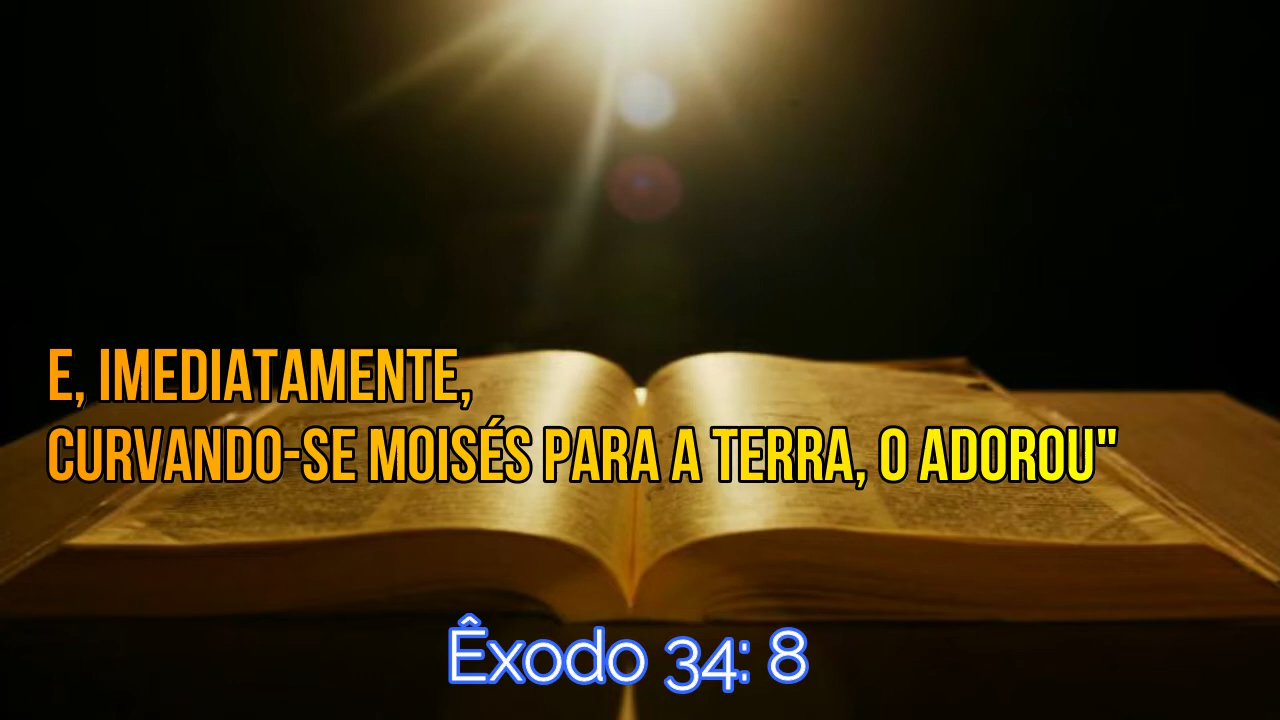 E, IMEDIATAMENTE,
CURVANDO-SE MOISÉS PARA A TERRA, O ADOROU"
Êxodo 34: 8